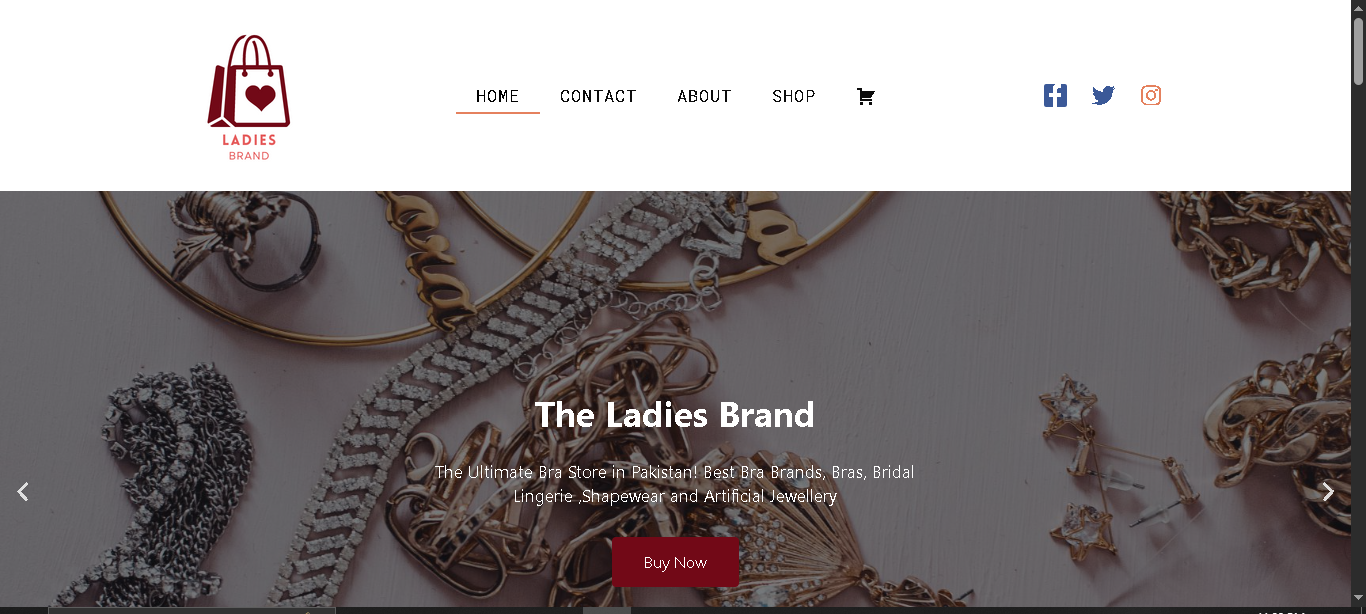 LADIES
BRAND
HOME CONTACT ABOUT SHOP
The Ladies Brand
The Ultimate Bra Store in Pakistan! Best Bra Brands, Bras, Bridal
Lingerie ,Shapewear and Artificial Jewellery
Buy Now